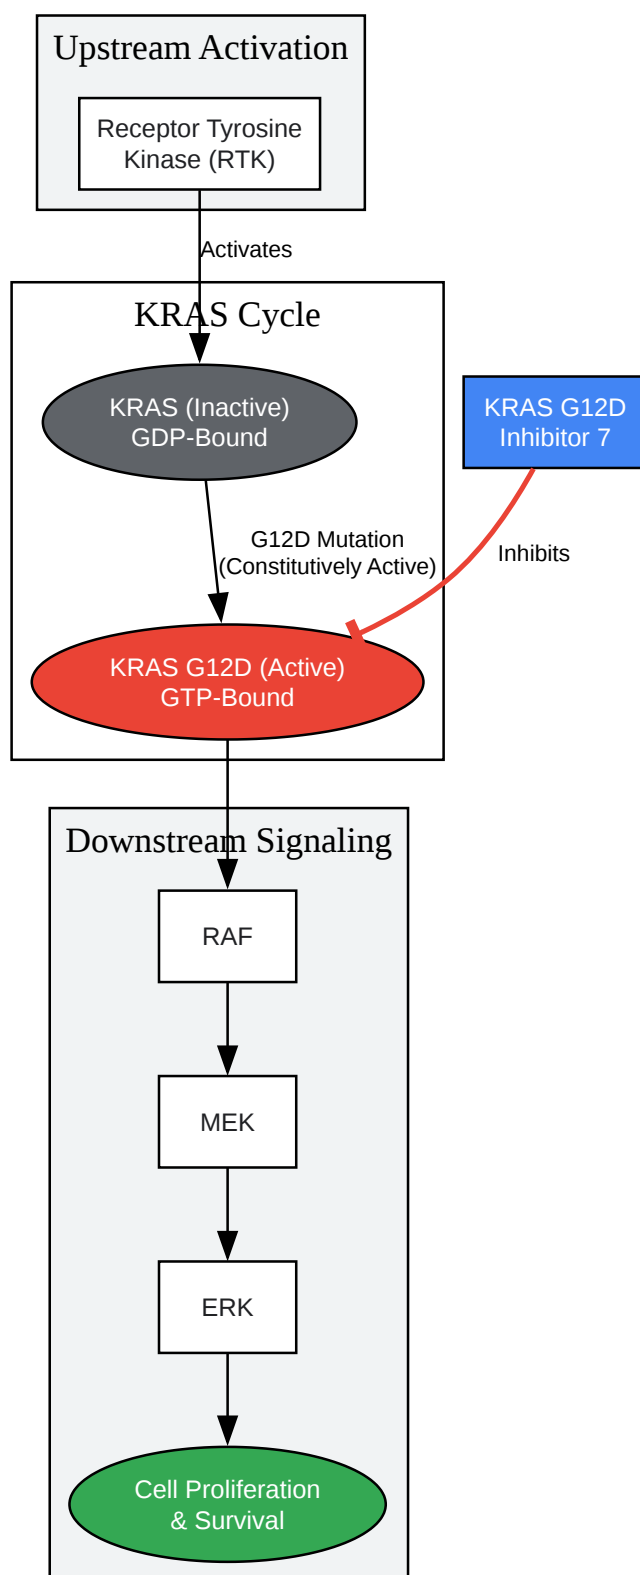 Upstream Activation
Receptor Tyrosine
Kinase (RTK)
Activates
KRAS Cycle
KRAS (Inactive)
GDP-Bound
KRAS G12D
Inhibitor 7
G12D Mutation
(Constitutively Active)
Inhibits
KRAS G12D (Active)
GTP-Bound
Downstream Signaling
RAF
MEK
ERK
Cell Proliferation
& Survival